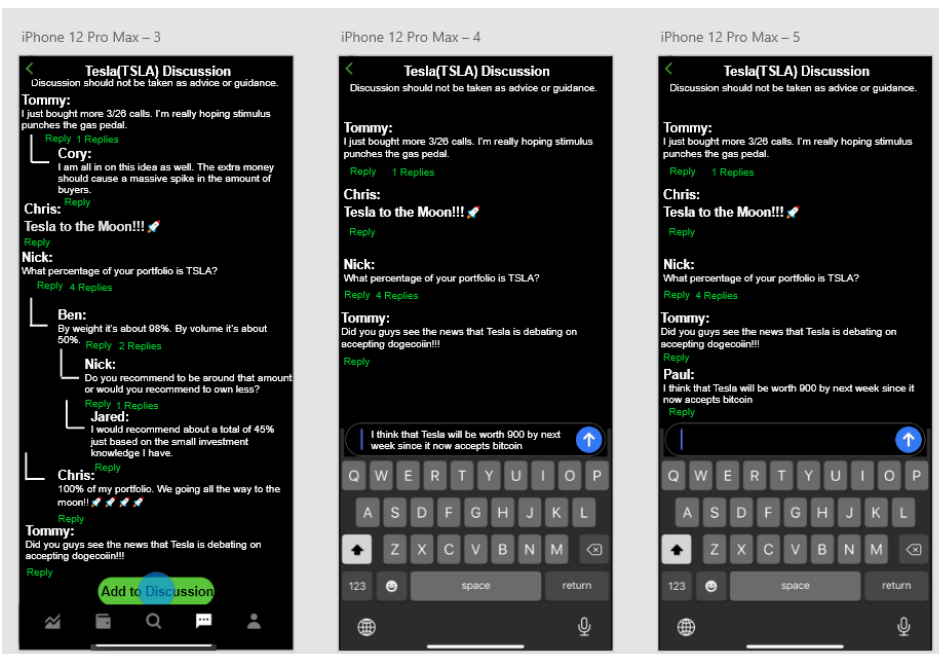 iPhone 12 Pro Max – 3
Tesla(TSLA) Discussion
Discussion should not be taken as advice or guidance.
Tommy:
I just bought more 3/26 calls. I'm really hoping stimulus
punches the gas pedal.
Reply 1 Replies
Cory:
I am all in on this idea as well. The extra money
should cause a massive spike in the amount of
buyers.
Reply
Chris:
Tesla to the Moon!!! 🚀
Reply
Nick:
What percentage of your portfolio is TSLA?
Reply 4 Replies
Ben:
By weight it's about 98%. By volume it's about
50%.
Reply 2 Replies
Nick:
Do you recommend to be around that amount
or would you recommend to own less?
Reply 1 Replies
Jared:
I would recommend about a total of 45%
just based on the small investment
knowledge I have.
Reply
Chris:
100% of my portfolio. We going all the way to the
moon!! 🚀 🚀 🚀 🚀
Reply
Tommy:
Did you guys see the news that Tesla is debating on
accepting dogecoiin!!!
Reply
Add to Discussion
iPhone 12 Pro Max – 4
Tesla(TSLA) Discussion
Discussion should not be taken as advice or guidance.
Tommy:
I just bought more 3/26 calls. I'm really hoping stimulus
punches the gas pedal.
Reply 1 Replies
Chris:
Tesla to the Moon!!! 🚀
Reply
Nick:
What percentage of your portfolio is TSLA?
Reply 4 Replies
Tommy:
Did you guys see the news that Tesla is debating on
accepting dogecoiin!!!
Reply
I think that Tesla will be worth 900 by next
week since it now accepts bitcoin
Q W E R T Y U I O P
A S D F G H J K L
Z X C V B N M
123 space return
iPhone 12 Pro Max – 5
Tesla(TSLA) Discussion
Discussion should not be taken as advice or guidance.
Tommy:
I just bought more 3/26 calls. I'm really hoping stimulus
punches the gas pedal.
Reply 1 Replies
Chris:
Tesla to the Moon!!! 🚀
Reply
Nick:
What percentage of your portfolio is TSLA?
Reply 4 Replies
Tommy:
Did you guys see the news that Tesla is debating on
accepting dogecoiin!!!
Reply
Paul:
I think that Tesla will be worth 900 by next week since it
now accepts bitcoin
Reply
Q W E R T Y U I O P
A S D F G H J K L
Z X C V B N M
123 space return